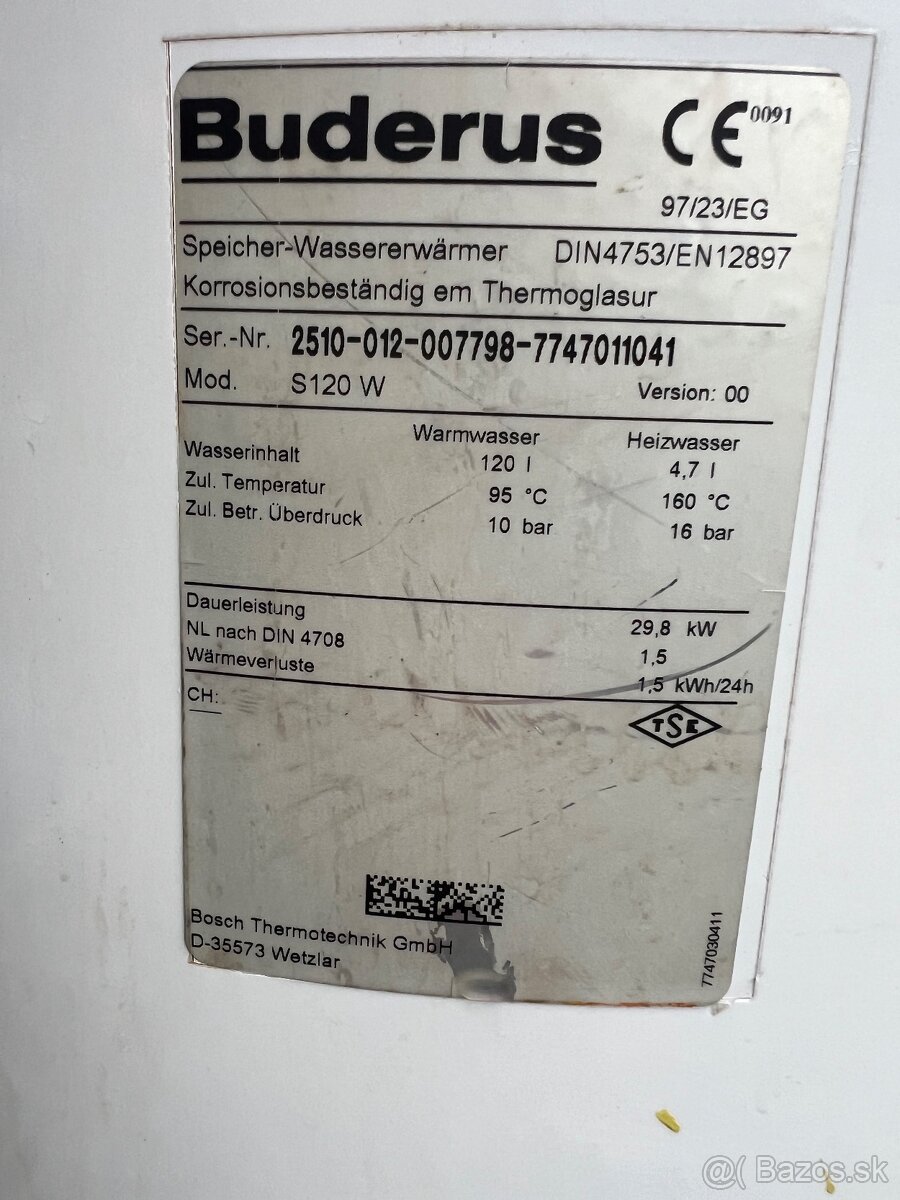 Buderus CE 0091
97/23/EG
Speicher-Wassererwärmer DIN4753/EN12897
Korrosionsbeständig em Thermoglasur
Ser.-Nr. 2510-012-007798-7747011041
Mod. S120 W Version: 00
Warmwasser Heizwasser
Wasserinhalt 120 l 4,7 l
Zul. Temperatur 95 °C 160 °C
Zul. Betr. Überdruck 10 bar 16 bar
Dauerleistung 29,8 kW
NL nach DIN 4708 1,5
Wärmeverluste 1,5 kWh/24h
CH:
TSE
Bosch Thermotechnik GmbH
D-35573 Wetzlar
7747030411
@( Bazos.sk